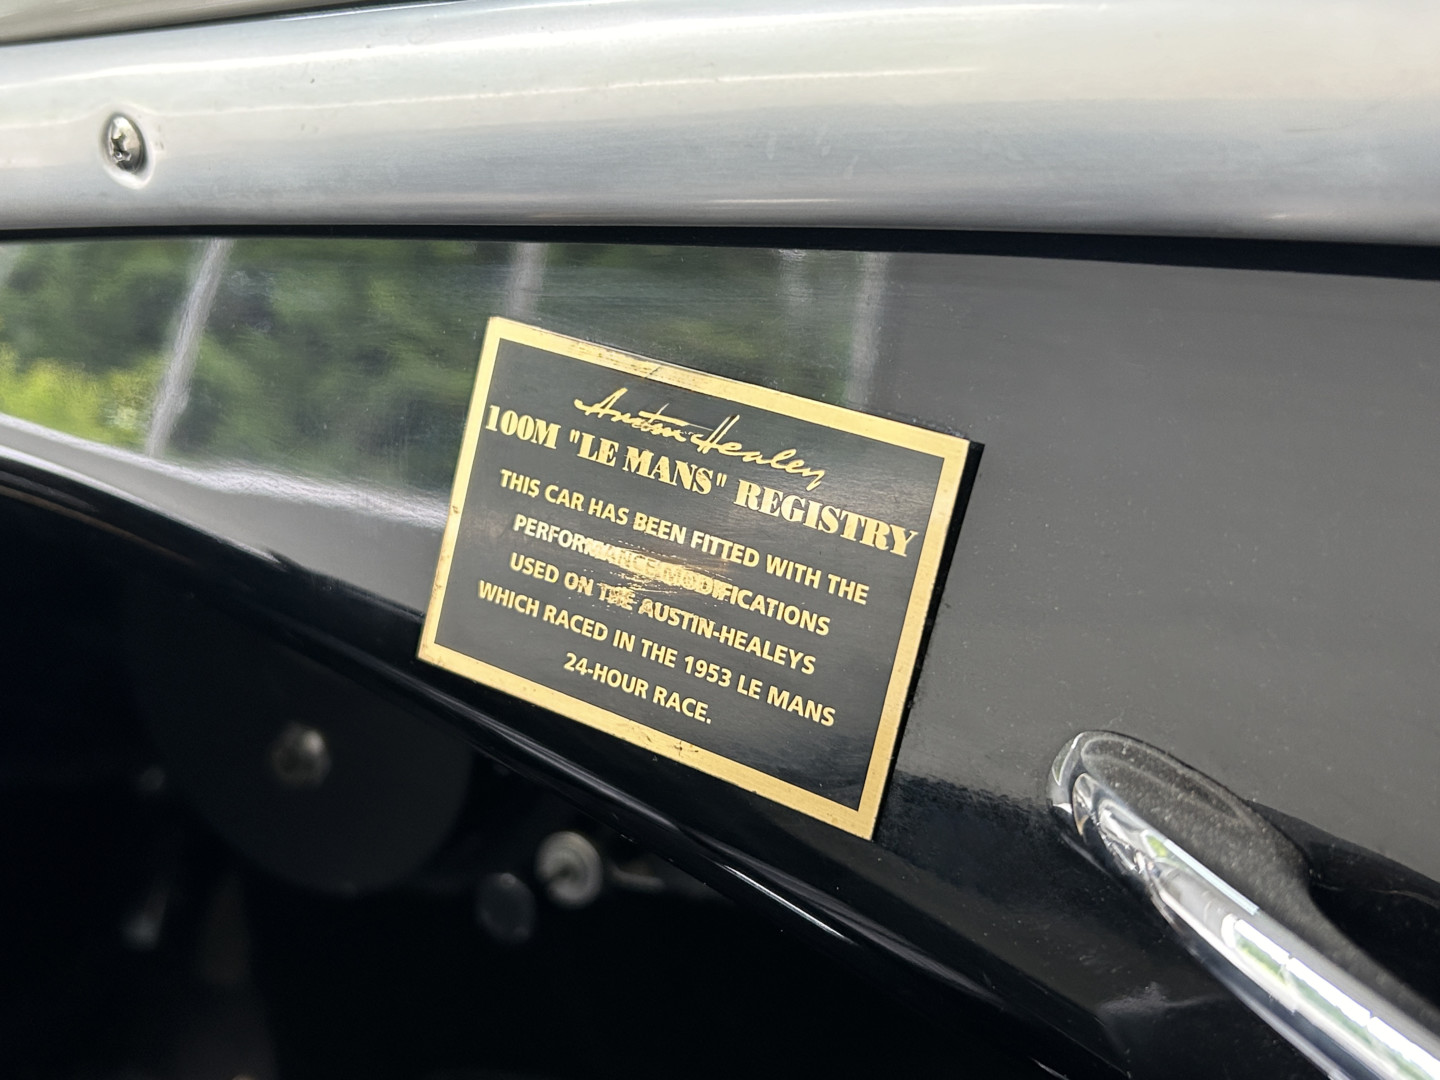 Austin Healey
100M "LE MANS" REGISTRY
THIS CAR HAS BEEN FITTED WITH THE
PERFORMANCE MODIFICATIONS
USED ON THE AUSTIN-HEALEYS
WHICH RACED IN THE 1953 LE MANS
24-HOUR RACE.